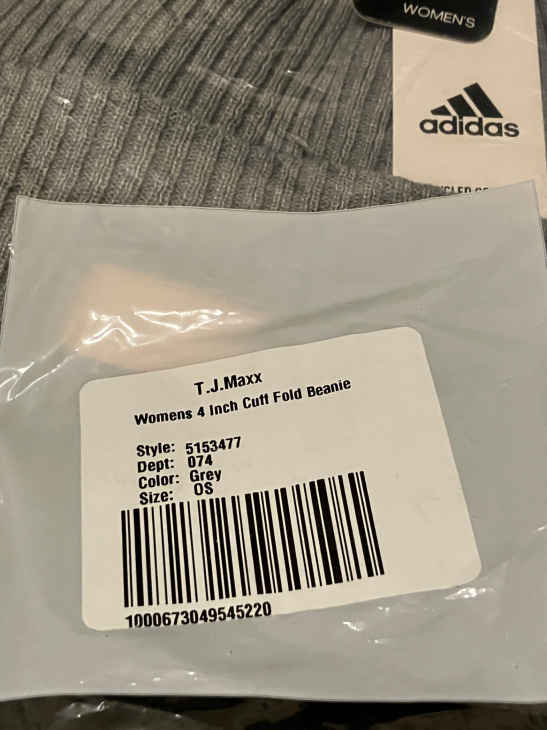 WOMEN'S
adidas
T.J.Maxx
Womens 4 Inch Cuff Fold Beanie
Style: 5153477
Dept: 074
Color: Grey
Size: OS
1000673049545220